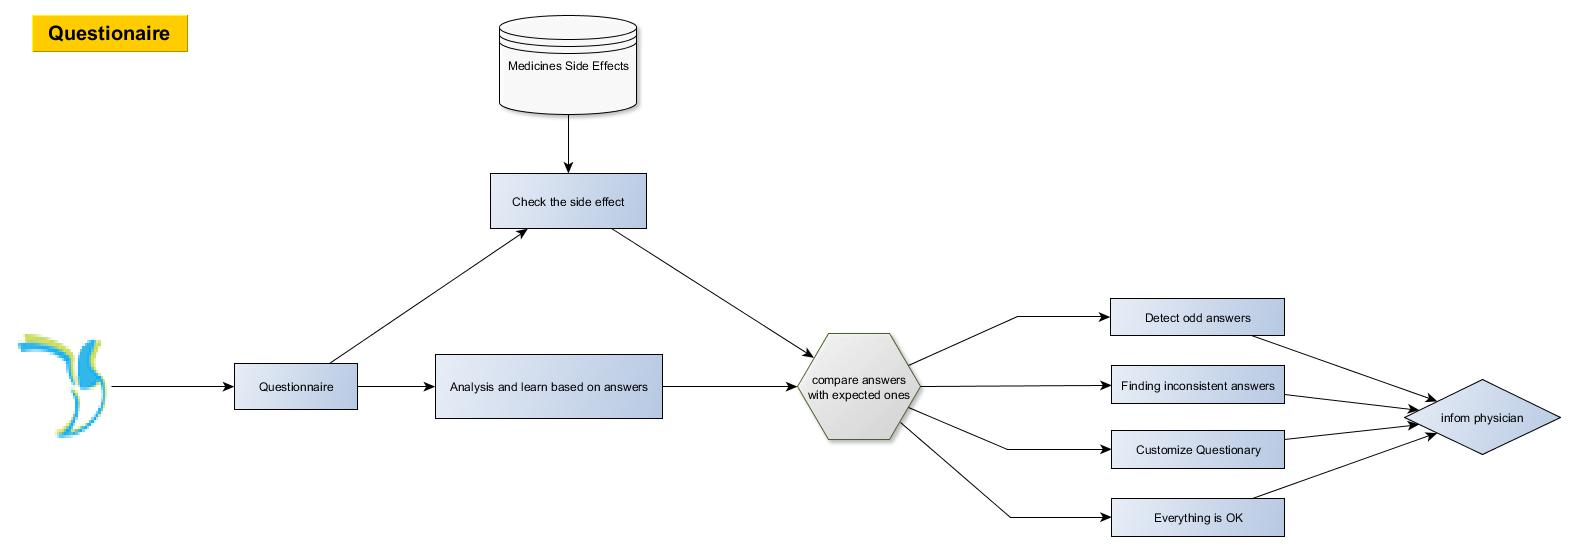 Questionaire
Medicines Side Effects
Check the side effect
Questionnaire
Analysis and learn based on answers
compare answers
with expected ones
Detect odd answers
Finding inconsistent answers
Customize Questionary
Everything is OK
infom physician